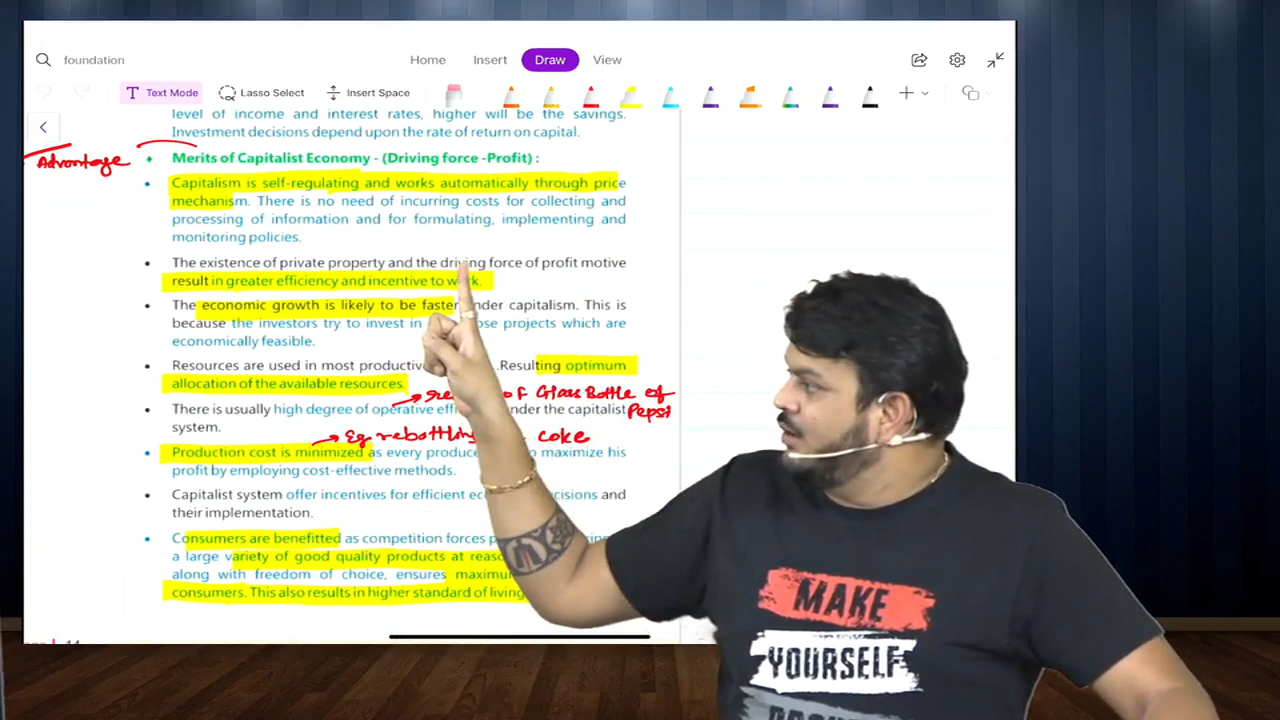 foundation
Home
Insert
Draw
View
Text Mode
Lasso Select
Insert Space
level of income and interest rates, higher will be the savings.
Investment decisions depend upon the rate of return on capital.
Advantage
Merits of Capitalist Economy - (Driving force -Profit) :
Capitalism is self-regulating and works automatically through price
mechanism. There is no need of incurring costs for collecting and
processing of information and for formulating, implementing and
monitoring policies.
The existence of private property and the driving force of profit motive
result in greater efficiency and incentive to work.
The economic growth is likely to be faster under capitalism. This is
because the investors try to invest in those projects which are
economically feasible.
Resources are used in most productive .Resulting optimum
allocation of the available resources.
of Glass Bottle of
There is usually high degree of operative under the capitalist
Pepsi
system.
Eg rebottling coke
Production cost is minimized as every to maximize his
profit by employing cost-effective methods.
Capitalist system offer incentives for efficient and
their implementation.
Consumers are benefitted as competition forces
a large variety of good quality products at
along with freedom of choice, ensures
consumers. This also results in higher standard of living
MAKE
YOURSELF